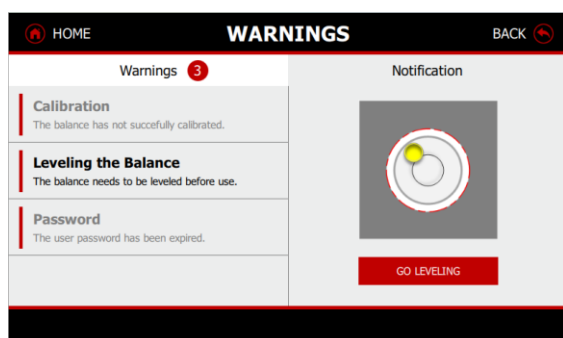 HOME
WARNINGS
BACK
Warnings 3
Notification
Calibration
The balance has not succefully calibrated.
Leveling the Balance
The balance needs to be leveled before use.
Password
The user password has been expired.
GO LEVELING